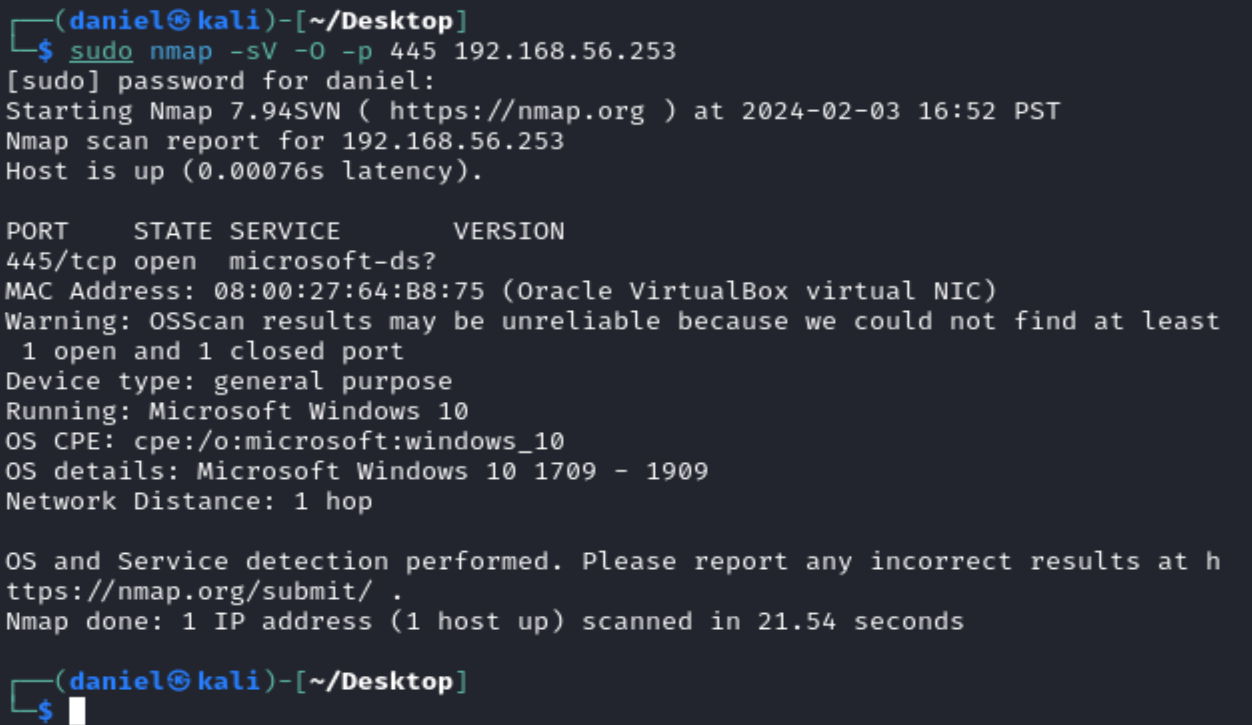 ┌──(daniel㉿kali)-[~/Desktop]
└─$ sudo nmap -sV -O -p 445 192.168.56.253
[sudo] password for daniel:
Starting Nmap 7.94SVN ( https://nmap.org ) at 2024-02-03 16:52 PST
Nmap scan report for 192.168.56.253
Host is up (0.00076s latency).

PORT    STATE SERVICE       VERSION
445/tcp open  microsoft-ds?
MAC Address: 08:00:27:64:B8:75 (Oracle VirtualBox virtual NIC)
Warning: OSScan results may be unreliable because we could not find at least
 1 open and 1 closed port
Device type: general purpose
Running: Microsoft Windows 10
OS CPE: cpe:/o:microsoft:windows_10
OS details: Microsoft Windows 10 1709 - 1909
Network Distance: 1 hop

OS and Service detection performed. Please report any incorrect results at h
ttps://nmap.org/submit/ .
Nmap done: 1 IP address (1 host up) scanned in 21.54 seconds

┌──(daniel㉿kali)-[~/Desktop]
└─$